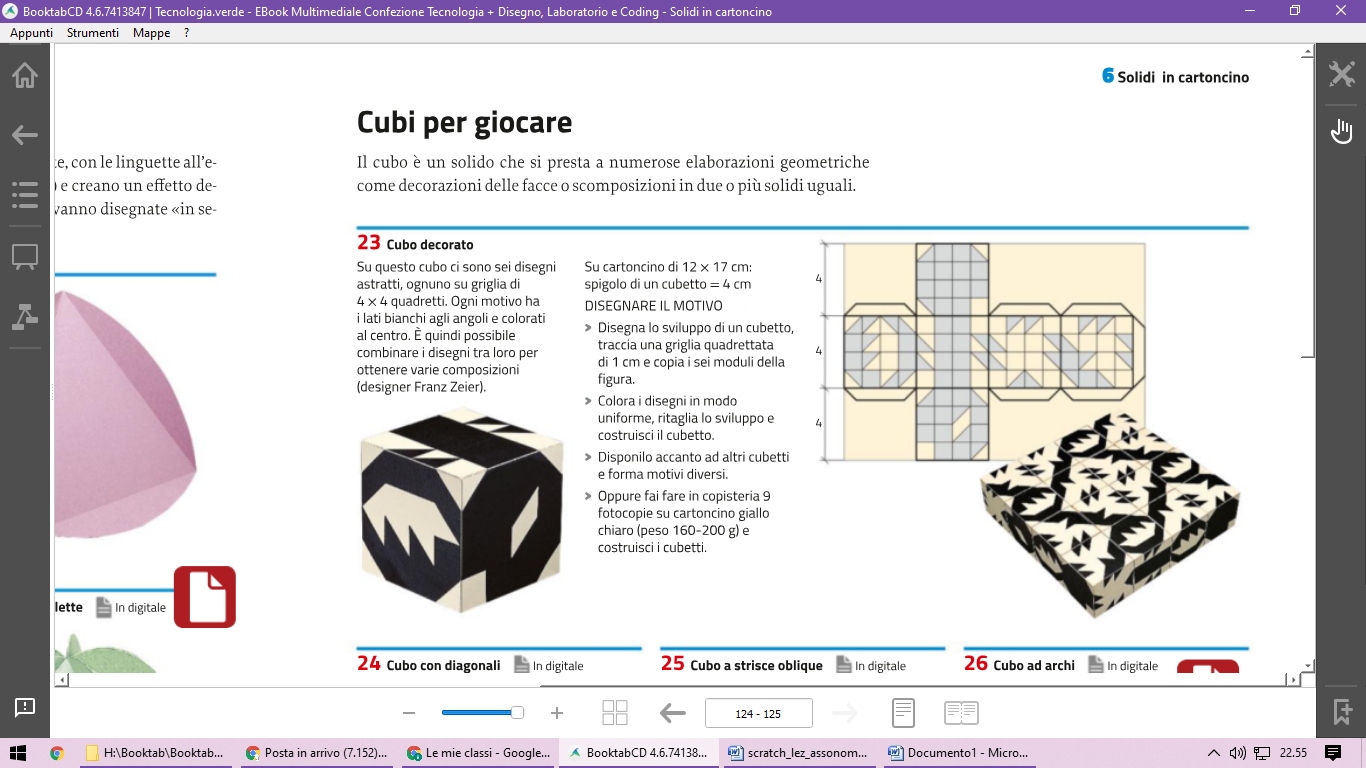 BooktabCD 4.6.7413847 | Tecnologia.verde - EBook Multimediale Confezione Tecnologia + Disegno, Laboratorio e Coding - Solidi in cartoncino
Appunti Strumenti Mappe ?
6 Solidi in cartoncino
Cubi per giocare
Il cubo è un solido che si presta a numerose elaborazioni geometriche
come decorazioni delle facce o scomposizioni in due o più solidi uguali.
te, con le linguette all'e-
) e creano un effetto de-
vanno disegnate «in se-
23 Cubo decorato
Su questo cubo ci sono sei disegni
astratti, ognuno su griglia di
4 × 4 quadretti. Ogni motivo ha
i lati bianchi agli angoli e colorati
al centro. È quindi possibile
combinare i disegni tra loro per
ottenere varie composizioni
(designer Franz Zeier).
Su cartoncino di 12 × 17 cm:
spigolo di un cubetto = 4 cm
DISEGNARE IL MOTIVO
Disegna lo sviluppo di un cubetto,
traccia una griglia quadrettata
di 1 cm e copia i sei moduli della
figura.
Colora i disegni in modo
uniforme, ritaglia lo sviluppo e
costruisci il cubetto.
Disponilo accanto ad altri cubetti
e forma motivi diversi.
Oppure fai fare in copisteria 9
fotocopie su cartoncino giallo
chiaro (peso 160-200 g) e
costruisci i cubetti.
4
4
4
lette In digitale
24 Cubo con diagonali In digitale
25 Cubo a strisce oblique In digitale
26 Cubo ad archi In digitale
124 - 125
H:\Booktab\Booktab...
Posta in arrivo (7.152)...
Le mie classi - Google...
BooktabCD 4.6.74138...
scratch_lez_assonom...
Documento1 - Micro...
22.55